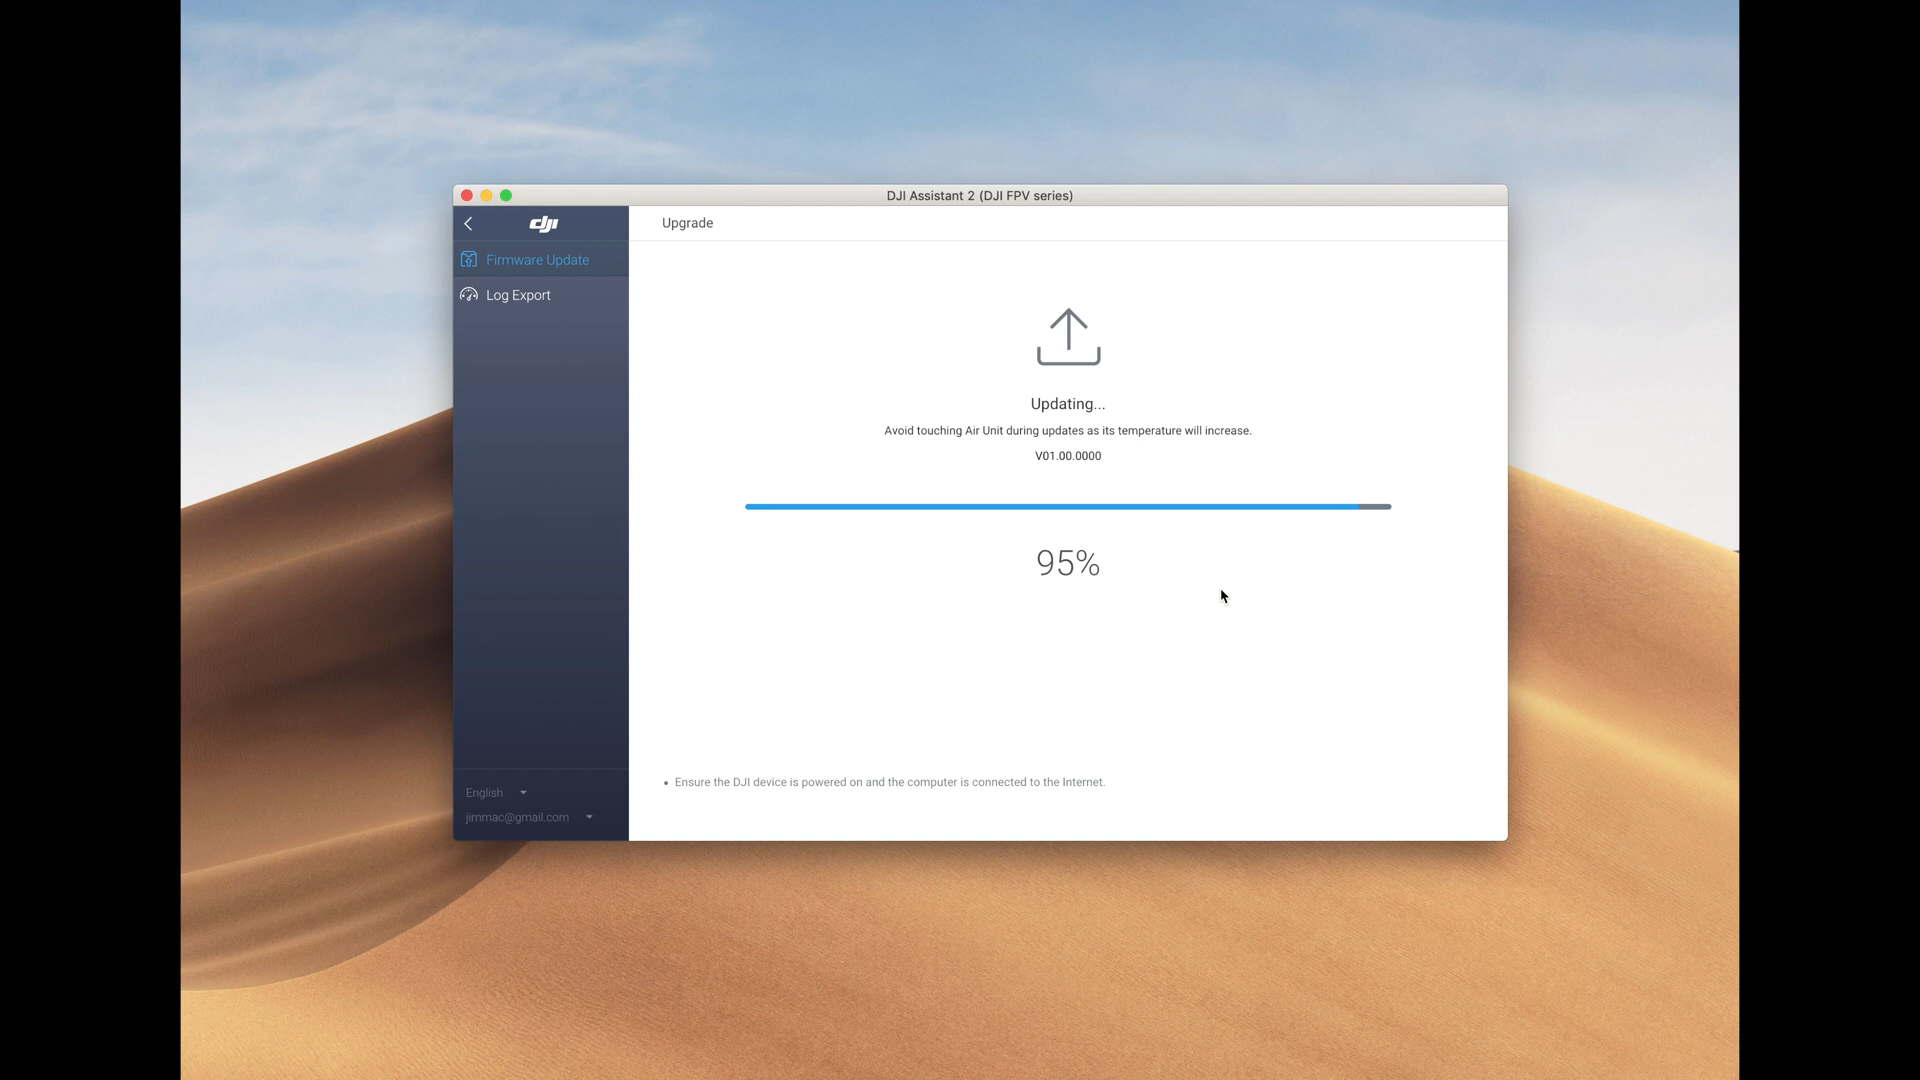 DJI Assistant 2 (DJI FPV series)
dji
Upgrade
Firmware Update
Log Export
Updating...
Avoid touching Air Unit during updates as its temperature will increase.
V01.00.0000
95%
• Ensure the DJI device is powered on and the computer is connected to the Internet.
English
jimmac@gmail.com